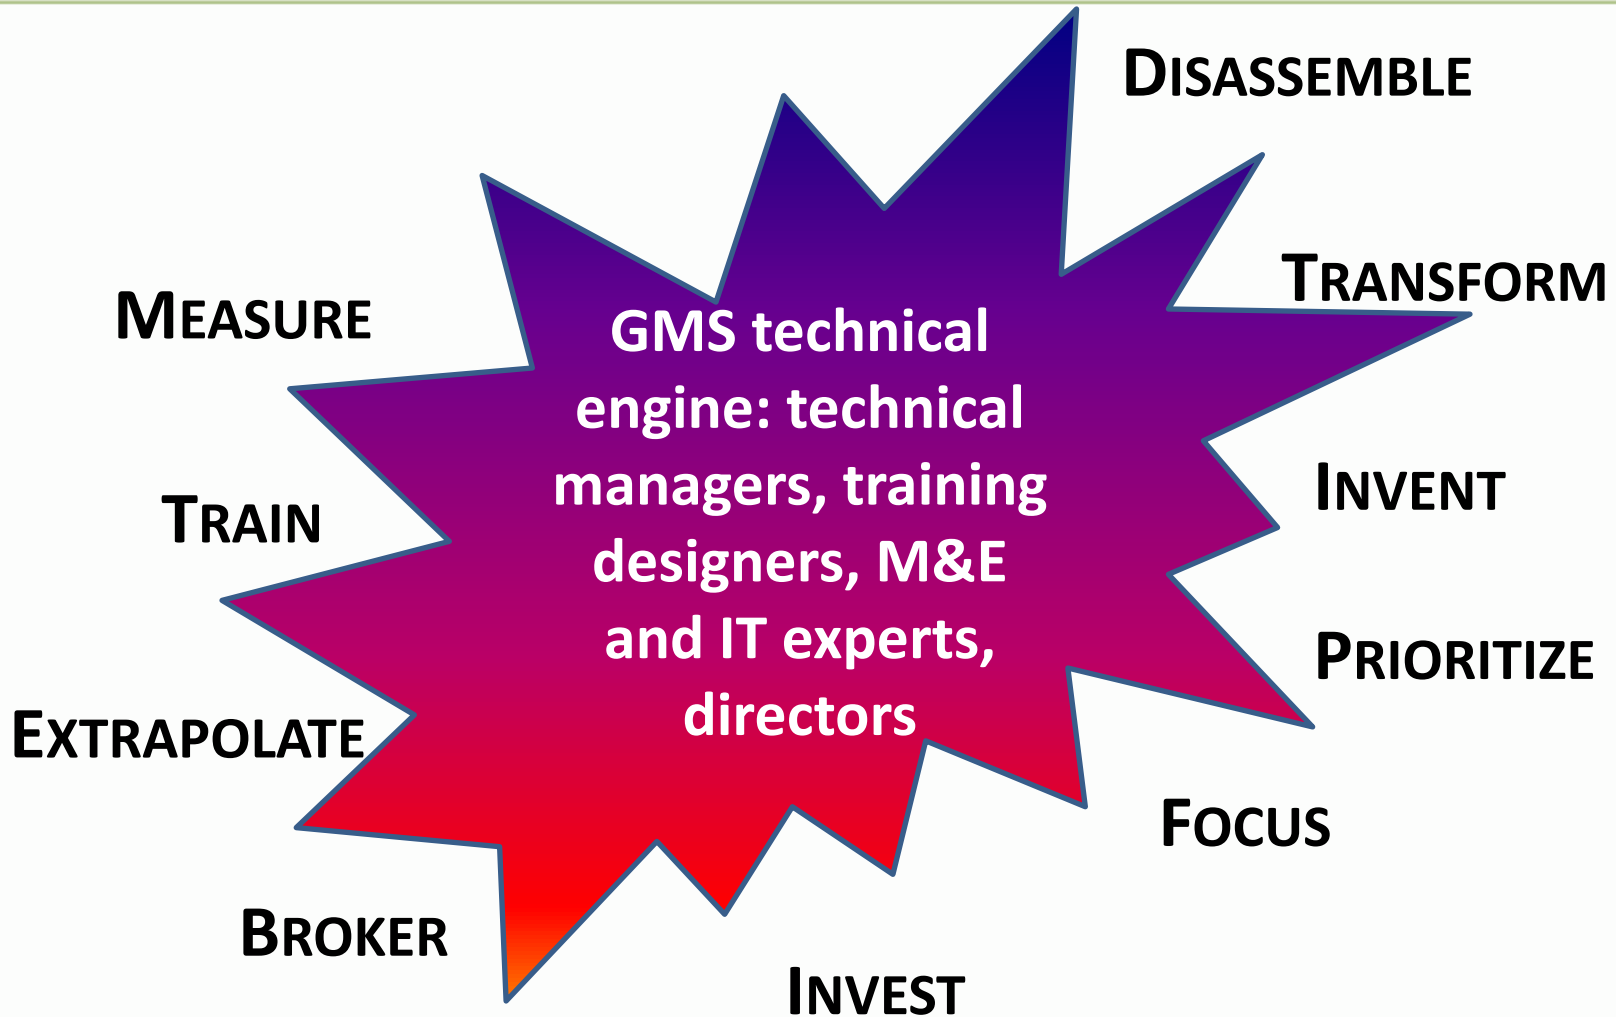 DISASSEMBLE
TRANSFORM
MEASURE
GMS technical
engine: technical
managers, training
designers, M&E
and IT experts,
directors
INVENT
TRAIN
PRIORITIZE
EXTRAPOLATE
FOCUS
BROKER
INVEST